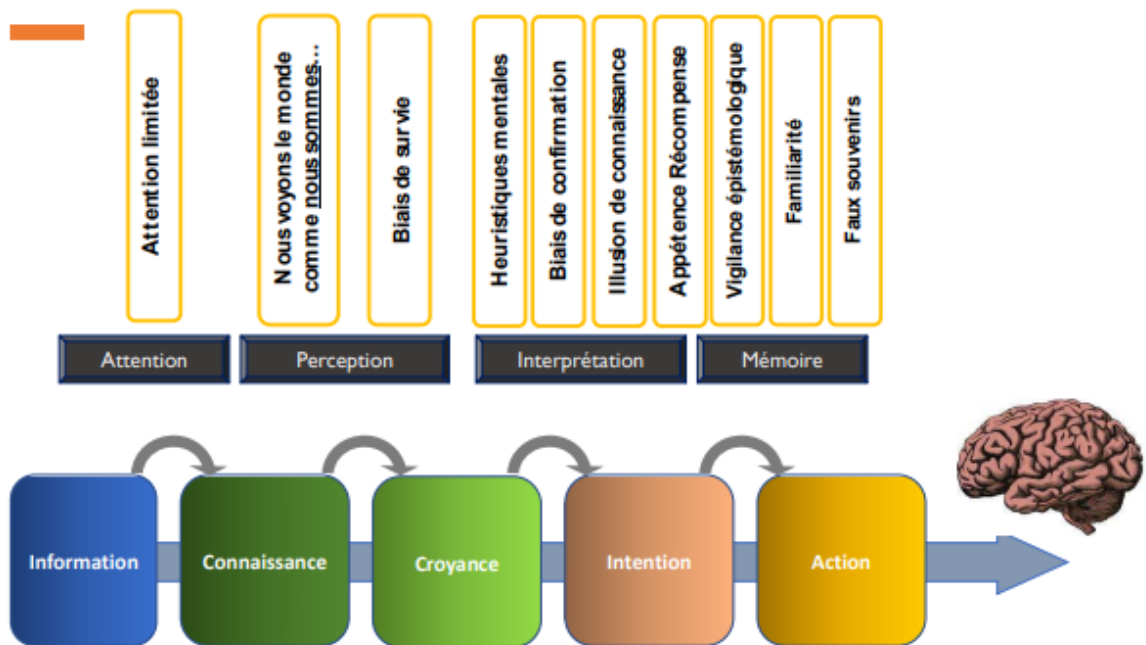 Attention limitée
Nous voyons le monde
comme nous sommes…
Biais de survie
Heuristiques mentales
Biais de confirmation
Illusion de connaissance
Appétence Récompense
Vigilance épistémologique
Familiarité
Faux souvenirs
Attention
Perception
Interprétation
Mémoire
Information
Connaissance
Croyance
Intention
Action